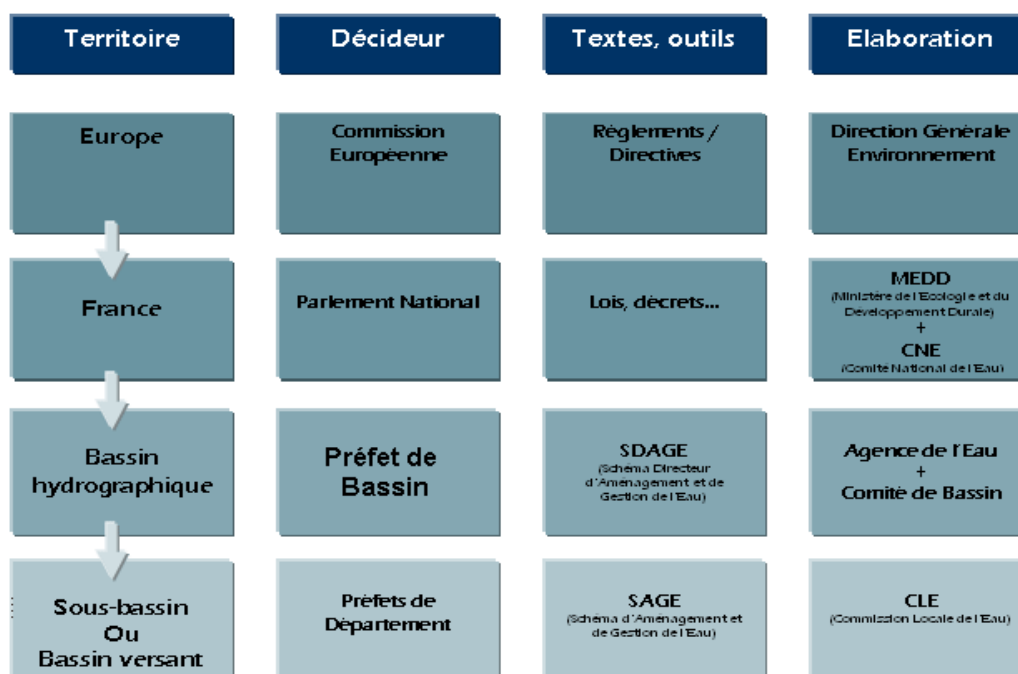 Territoire
Décideur
Textes, outils
Elaboration
Europe
Commission
Européenne
Règlements /
Directives
Direction Générale
Environnement
France
Parlement National
Lois, décrets...
MEDD
(Ministère de l'Ecologie et du
Développement Durale)
+
CNE
(Comité National de l'Eau)
Bassin
hydrographique
Préfet de
Bassin
SDAGE
(Schéma Directeur
d'Aménagement et de
Gestion de l'Eau)
Agence de l'Eau
+
Comité de Bassin
Sous-bassin
Ou
Bassin versant
Préfets de
Département
SAGE
(Schéma d'Aménagement et
de Gestion de l'Eau)
CLE
(Commission Locale de l'Eau)